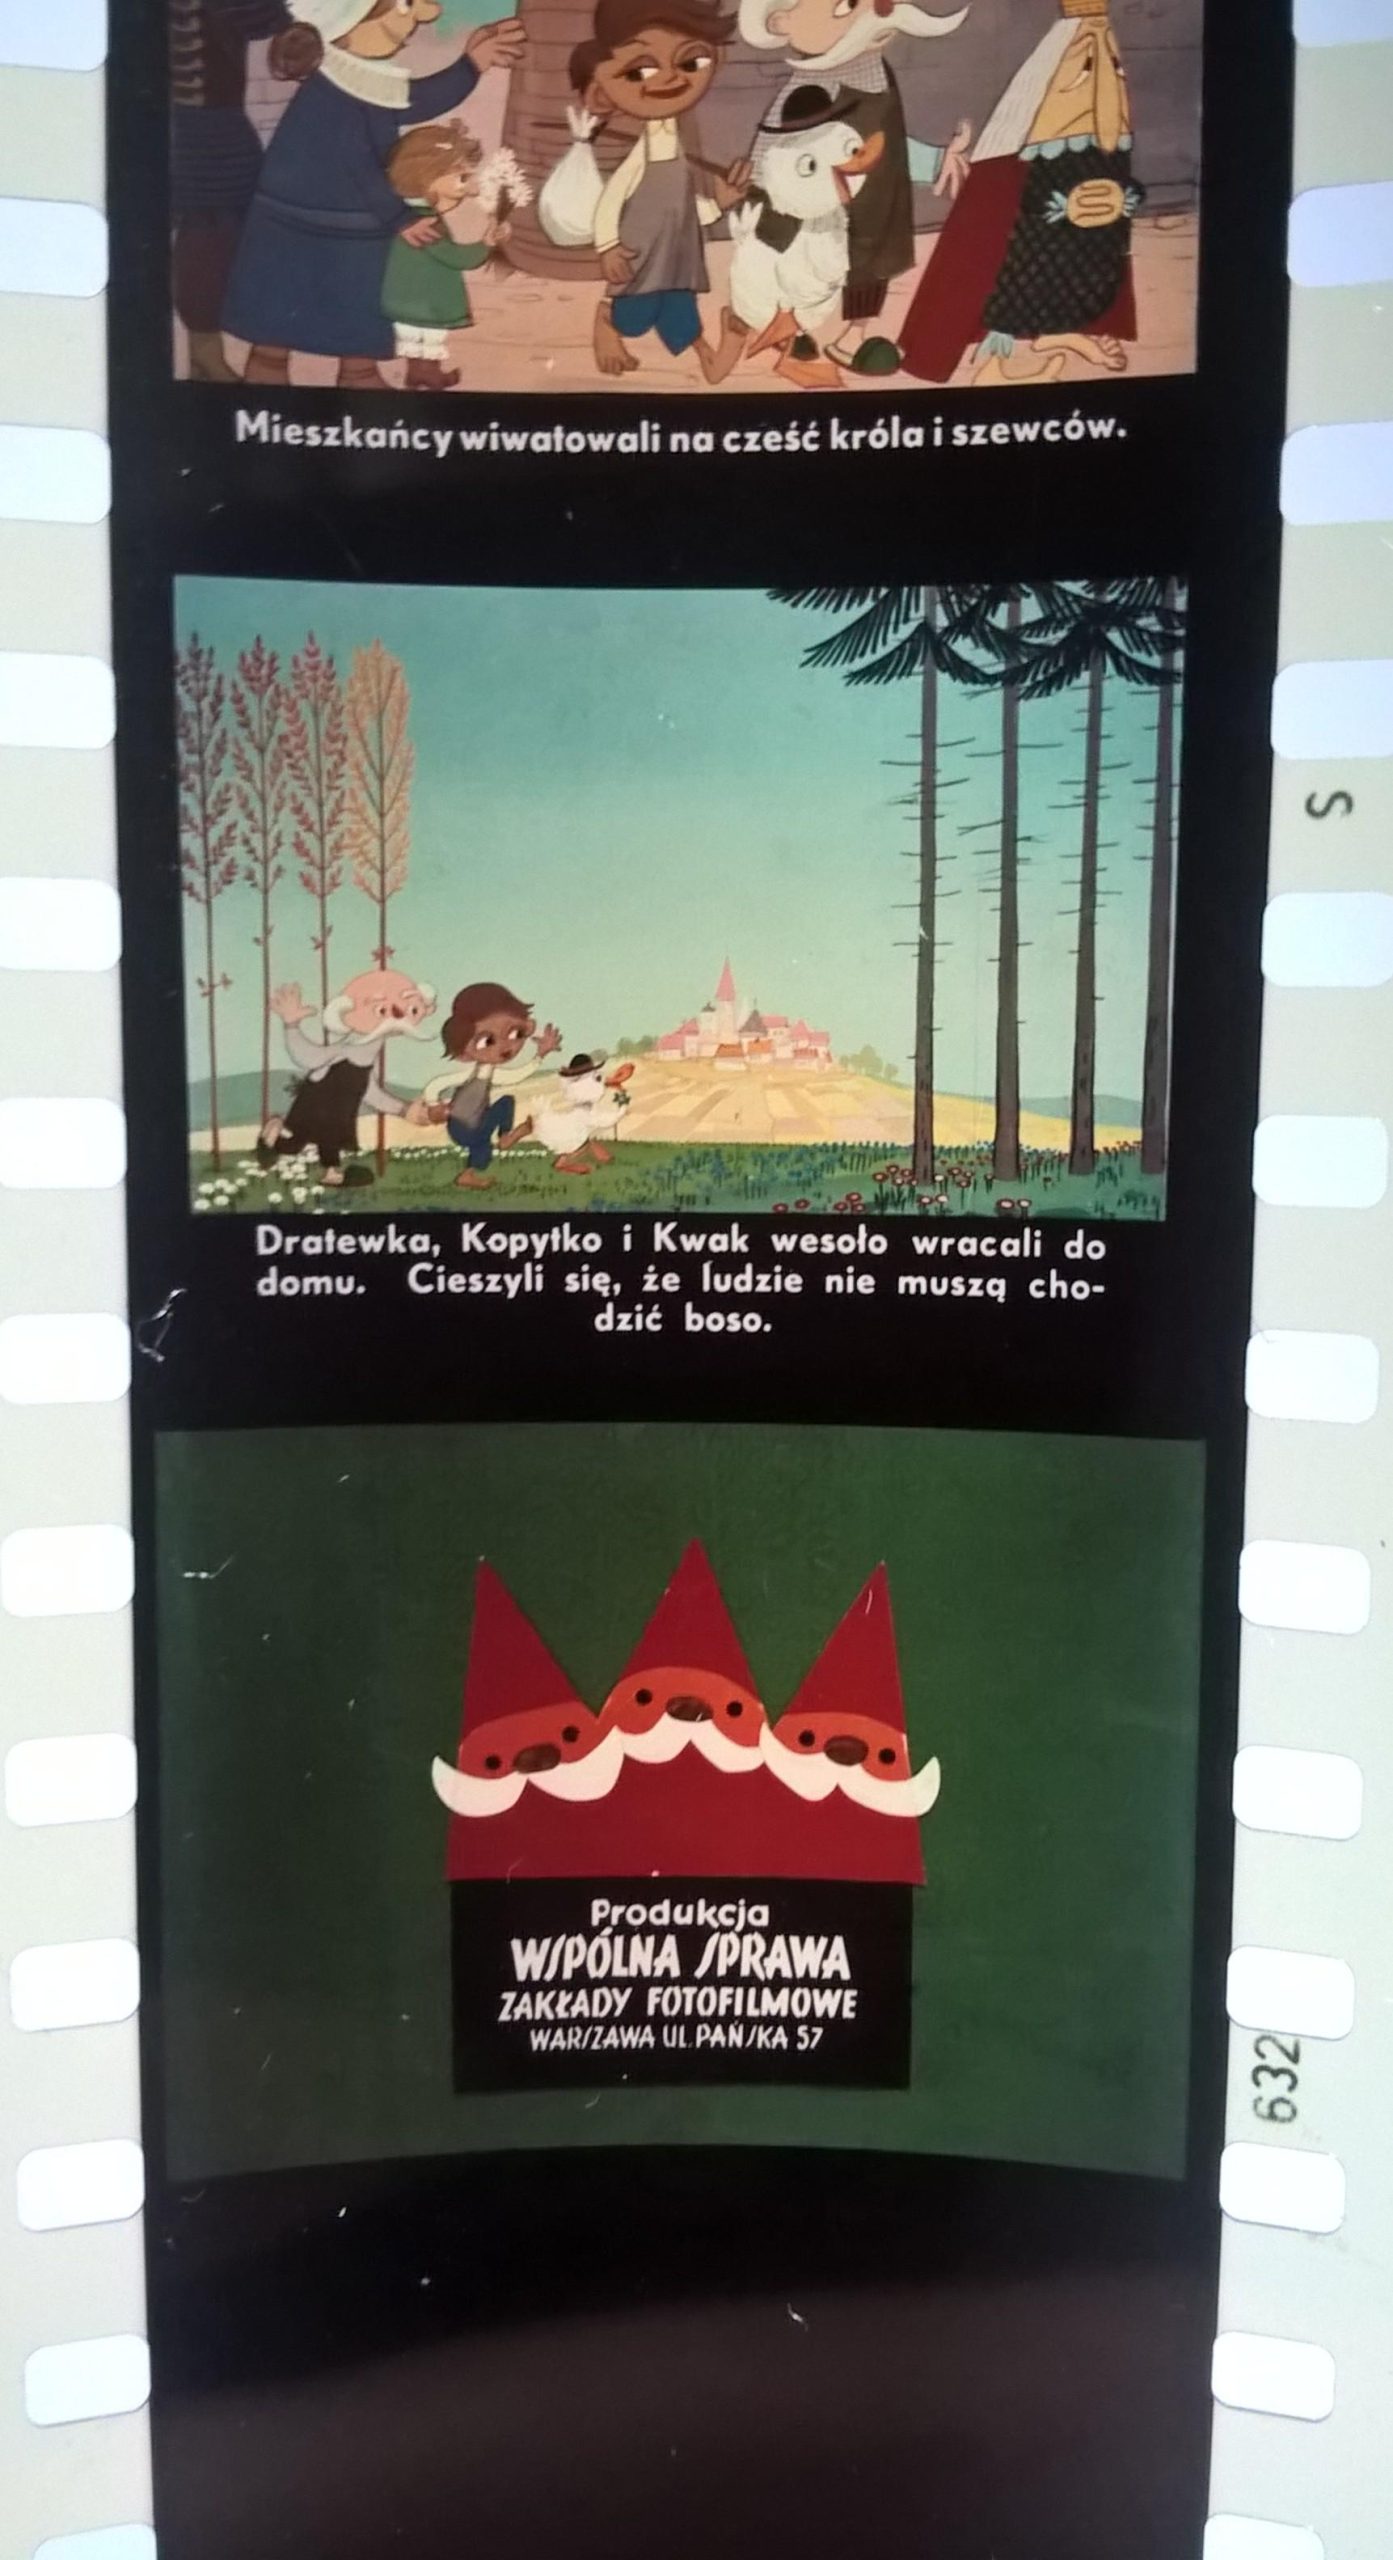 Mieszkańcy wiwatowali na cześć króla i szewców.
S
Dratewka, Kopytko i Kwak wesoło wracali do
domu. Cieszyli się, że ludzie nie muszą cho-
dzić boso.
Produkcja
WSPÓLNA SPRAWA
ZAKŁADY FOTOFILMOWE
WARSZAWA UL. PAŃSKA 57
632